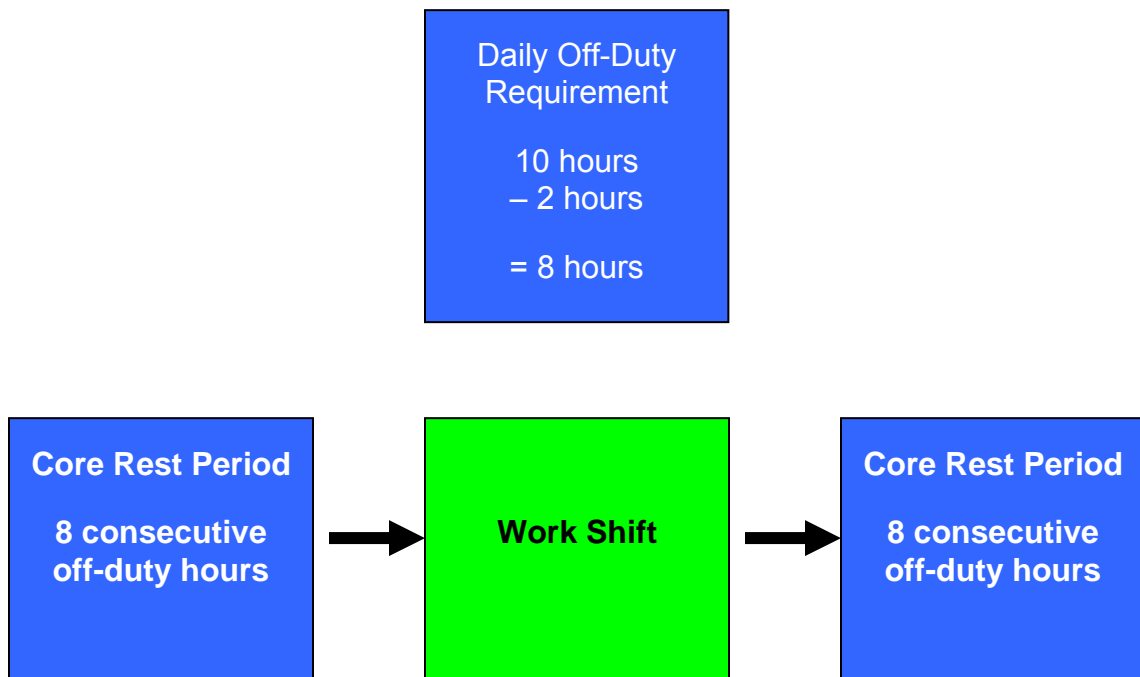 Daily Off-Duty
Requirement
10 hours
– 2 hours
= 8 hours
Core Rest Period
8 consecutive
off-duty hours
Work Shift
Core Rest Period
8 consecutive
off-duty hours